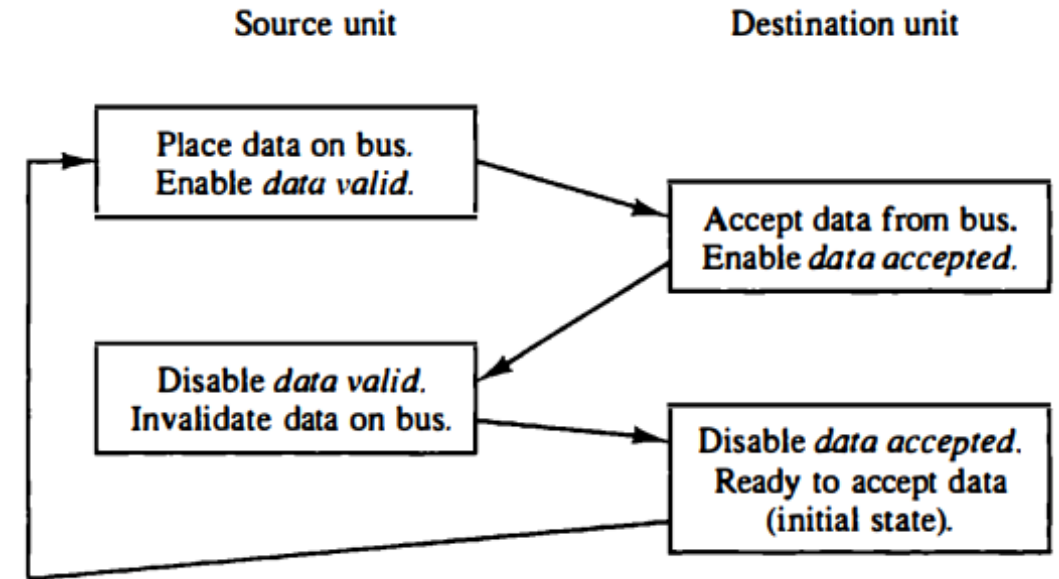 Source unit
Destination unit
Place data on bus.
Enable data valid.
Accept data from bus.
Enable data accepted.
Disable data valid.
Invalidate data on bus.
Disable data accepted.
Ready to accept data
(initial state).